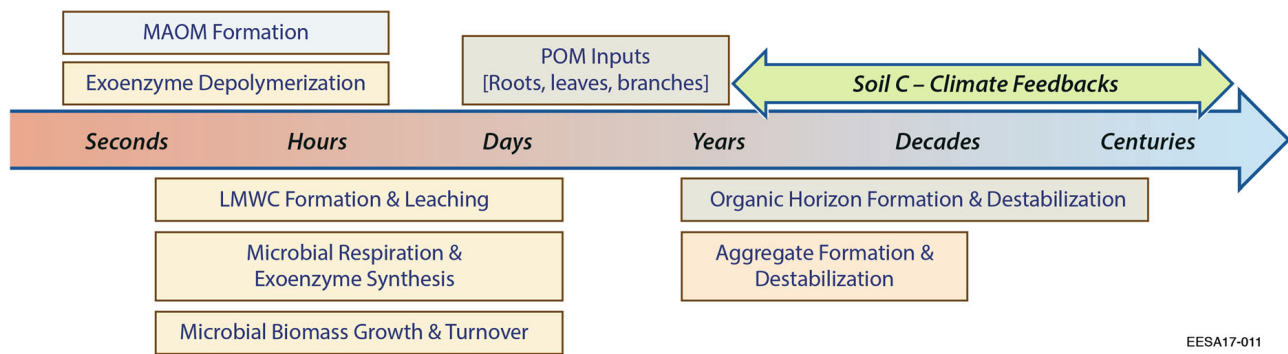 MAOM Formation
Exoenzyme Depolymerization
POM Inputs
[Roots, leaves, branches]
Soil C – Climate Feedbacks
Seconds
Hours
Days
Years
Decades
Centuries
LMWC Formation & Leaching
Organic Horizon Formation & Destabilization
Microbial Respiration &
Exoenzyme Synthesis
Aggregate Formation &
Destabilization
Microbial Biomass Growth & Turnover
EESA17-011